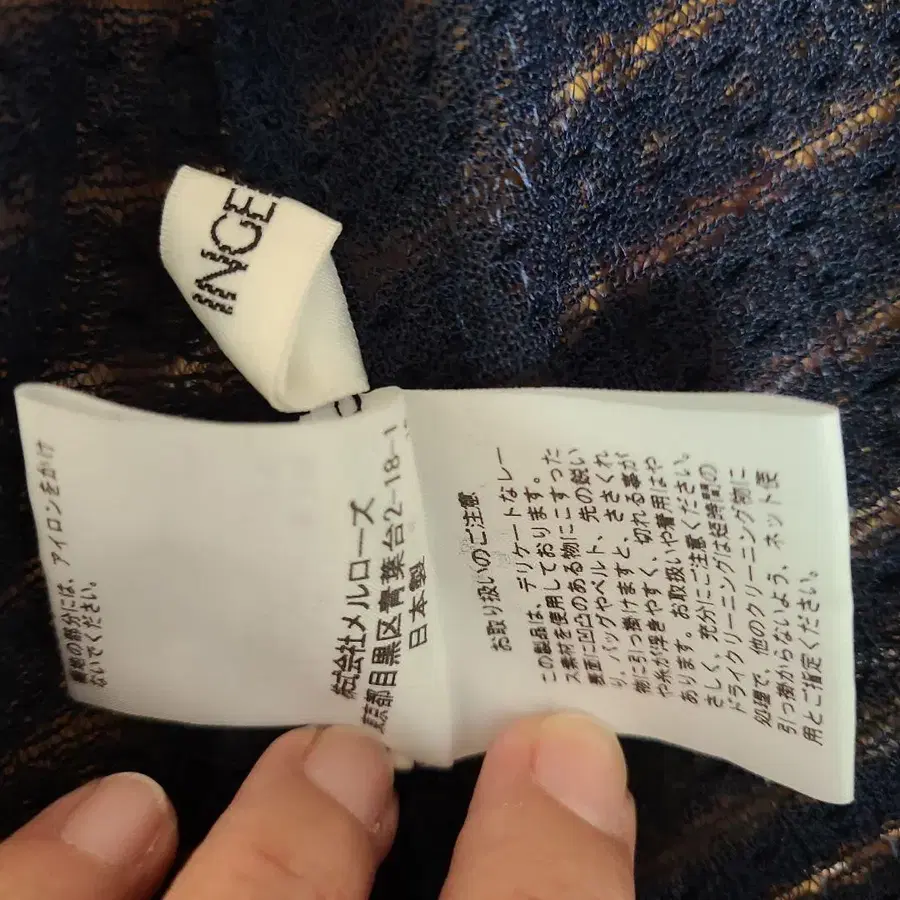 INGE
部分には、アイロンをかけ
ないでください。
株式会社メルローズ
東京都目黒区青葉台2-18-1
日本製
お取り扱いのご注意
この製品は、デリケートなレー
ス素材を使用しております。
表面に凹凸のある物にこすった
り、バッグやベルト、先の鋭い
物に引っ掛けますと、ささくれ
や糸が浮きやすく、切れる事が
あります。お取扱いや着用はや
さしく、充分にご注意ください。
ドライクリーニングは短時間の
処理で、他のクリーニング物に
引っ掛からないよう、ネット使
用とご指定ください。